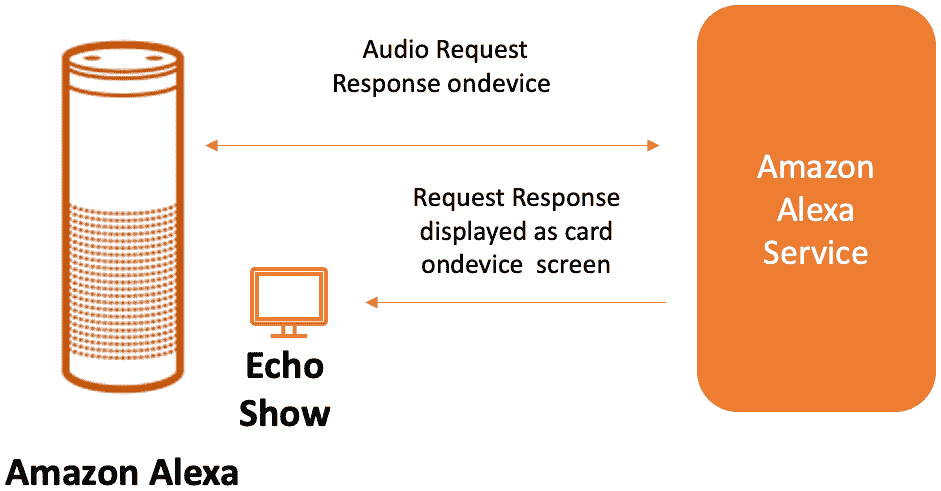 Audio Request
Response ondevice
Request Response
displayed as card
ondevice screen
Amazon
Alexa
Service
Echo
Show
Amazon Alexa